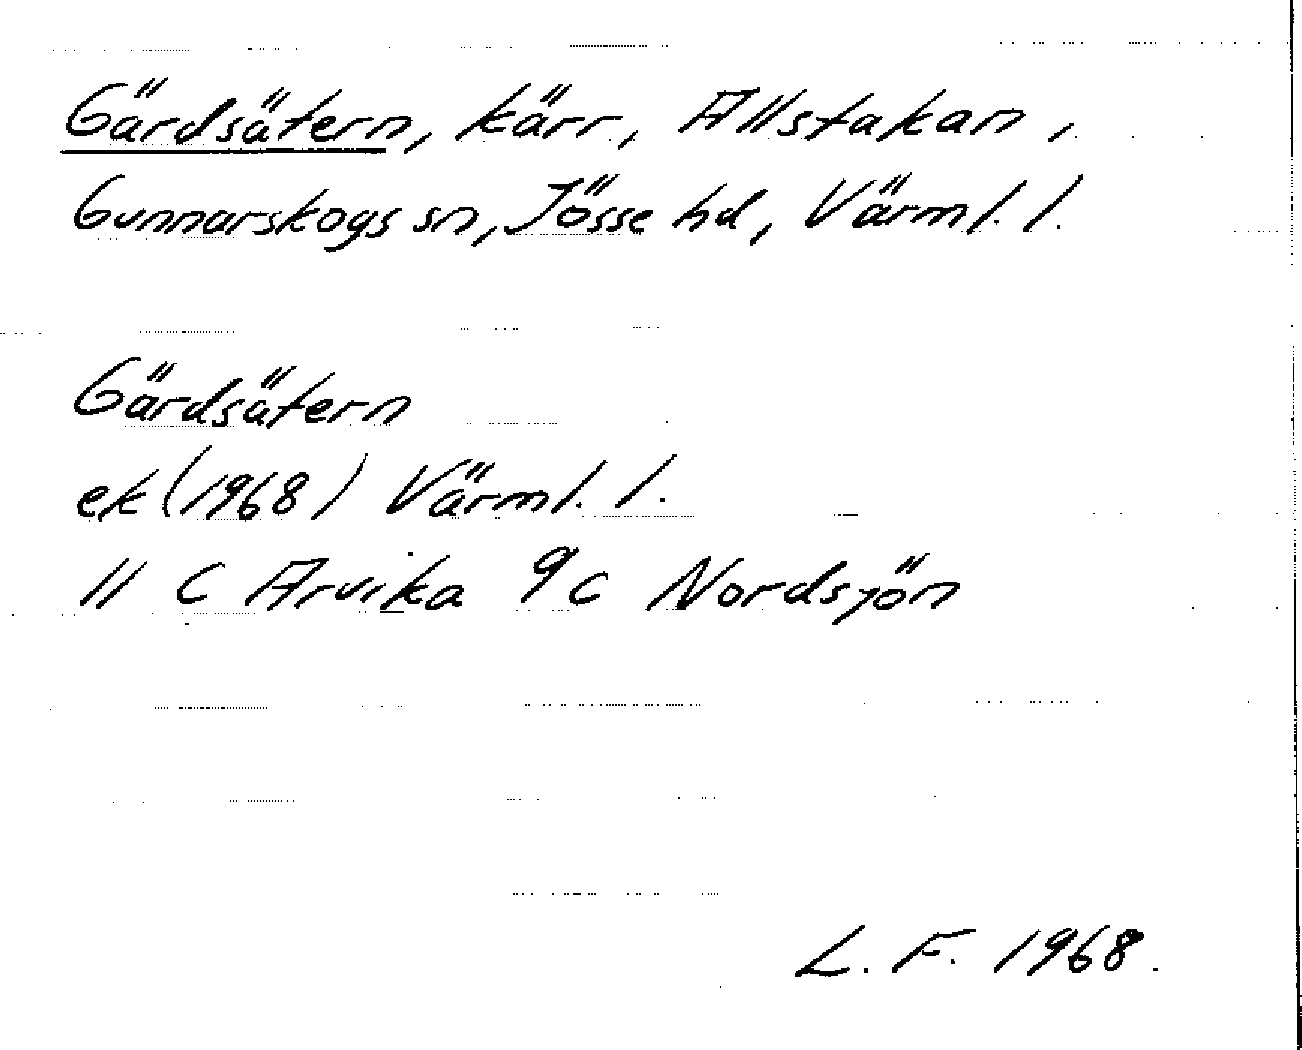 Gärdsätern, kärr, Allstakan,
Gunnarskogs sn, Jösse hd, Värml. l.
Gärdsätern
ek (1968) Värml. l.
11 C Arvika 9c Nordsjön
L. F. 1968.